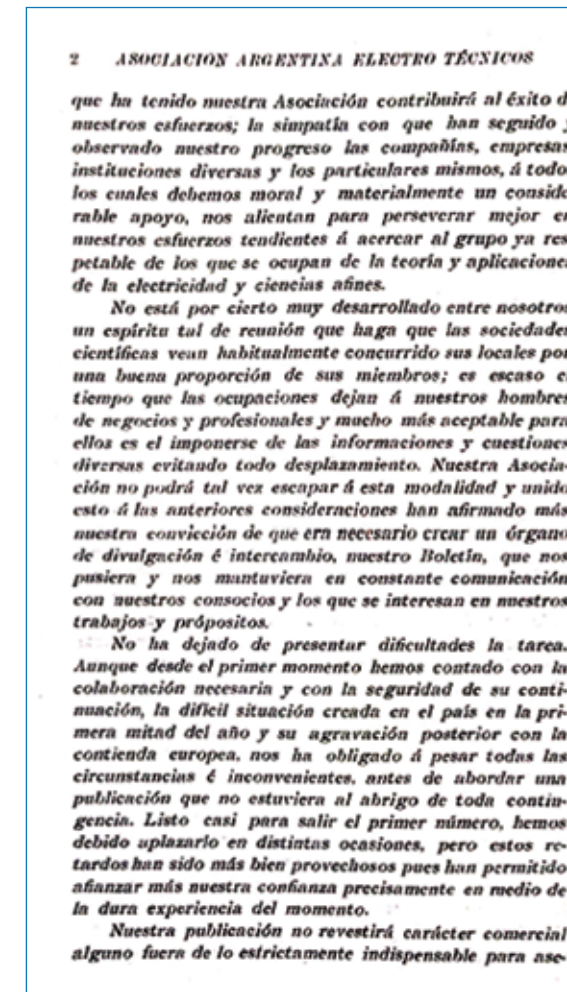 2 ASOCIACION ARGENTINA ELECTRO TÉCNICOS
que ha tenido nuestra Asociación contribuirá al éxito d
nuestros esfuerzos; la simpatía con que han seguido y
observado nuestro progreso las compañías, empresas
instituciones diversas y los particulares mismos, á todo
los cuales debemos moral y materialmente un conside
rable apoyo, nos alientan para perseverar mejor en
nuestros esfuerzos tendientes á acercar al grupo ya res
petable de los que se ocupan de la teoría y aplicaciones
de la electricidad y ciencias afines.
No está por cierto muy desarrollado entre nosotros
un espíritu tal de reunión que haga que las sociedades
científicas vean habitualmente concurrido sus locales por
una buena proporción de sus miembros; es escaso el
tiempo que las ocupaciones dejan á nuestros hombres
de negocios y profesionales y mucho más aceptable para
ellos es el imponerse de las informaciones y cuestiones
diversas evitando todo desplazamiento. Nuestra Asocia-
ción no podrá tal vez escapar á esta modalidad y unido
esto á las anteriores consideraciones han afirmado más
nuestra convicción de que era necesario crear un órgano
de divulgación é intercambio, nuestro Boletín, que nos
pusiera y nos mantuviera en constante comunicación
con nuestros consocios y los que se interesan en nuestros
trabajos y própositos.
No ha dejado de presentar dificultades la tarea.
Aunque desde el primer momento hemos contado con la
colaboración necesaria y con la seguridad de su conti-
nuación, la difícil situación creada en el país en la pri-
mera mitad del año y su agravación posterior con la
contienda europea, nos ha obligado á pesar todas las
circunstancias é inconvenientes, antes de abordar una
publicación que no estuviera al abrigo de toda contin-
gencia. Listo casi para salir el primer número, hemos
debido aplazarlo en distintas ocasiones, pero estos re-
tardos han sido más bien provechosos pues han permitido
afianzar más nuestra confianza precisamente en medio de
la dura experiencia del momento.
Nuestra publicación no revestirá carácter comercial
alguno fuera de lo estrictamente indispensable para ase-